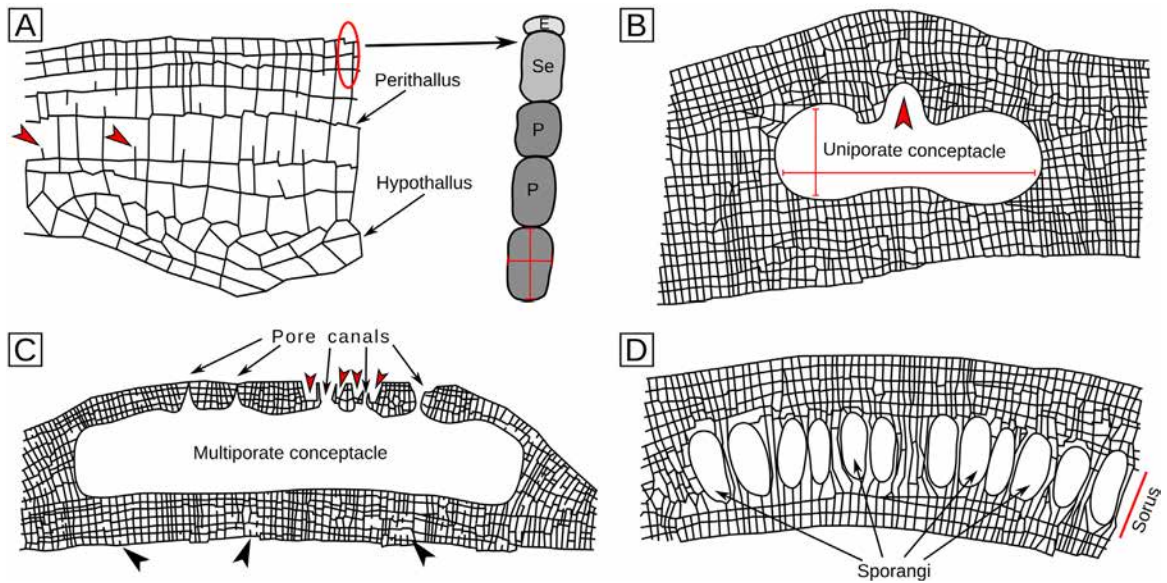 A
E
Se
P
P
Perithallus
Hypothallus
B
Uniporate conceptacle
C
Pore canals
Multiporate conceptacle
D
Sorus
Sporangi